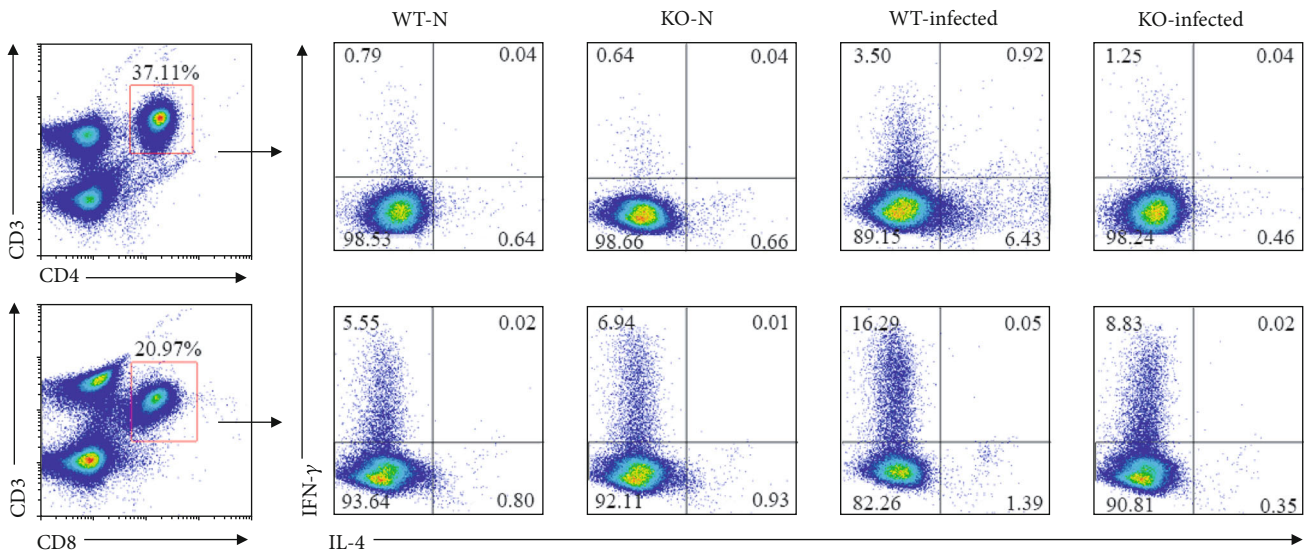 WT-N KO-N WT-infected KO-infected
37.11%
CD3
CD4
0.79 0.04
98.53 0.64
0.64 0.04
98.66 0.66
3.50 0.92
89.15 6.43
1.25 0.04
98.24 0.46
20.97%
CD3
CD8
5.55 0.02
93.64 0.80
6.94 0.01
92.11 0.93
16.29 0.05
82.26 1.39
8.83 0.02
90.81 0.35
IFN-γ
IL-4